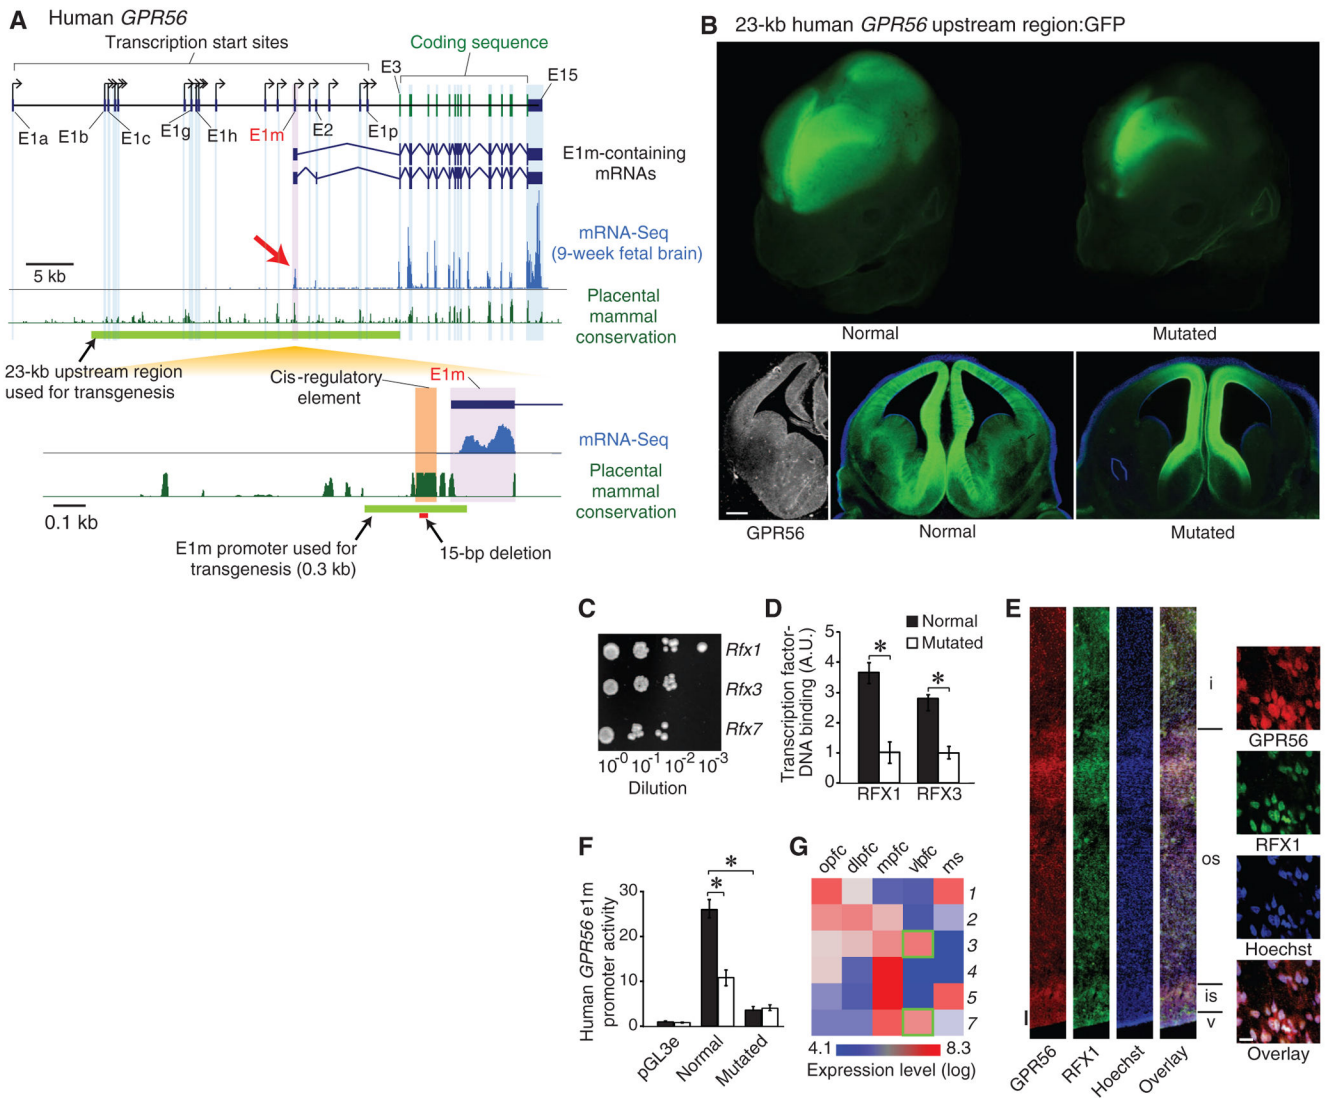 A Human GPR56
Transcription start sites
Coding sequence
E3
E15
E1a
E1b
E1c
E1g
E1h
E1m
E2
E1p
E1m-containing
mRNAs
mRNA-Seq
(9-week fetal brain)
5 kb
Placental
mammal
conservation
23-kb upstream region
used for transgenesis
Cis-regulatory
element
E1m
mRNA-Seq
Placental
mammal
conservation
0.1 kb
E1m promoter used for
transgenesis (0.3 kb)
15-bp deletion
B 23-kb human GPR56 upstream region:GFP
Normal
Mutated
GPR56
Normal
Mutated
C
Rfx1
Rfx3
Rfx7
10-0 10-1 10-2 10-3
Dilution
D
Normal
Mutated
Transcription factor-
DNA binding (A.U.)
5
4
3
2
1
0
*
*
RFX1
RFX3
E
i
os
is
v
GPR56
RFX1
Hoechst
Overlay
GPR56
RFX1
Hoechst
Overlay
F
Human GPR56 e1m
promoter activity
30
20
10
0
*
*
pGL3e
Normal
Mutated
G
opfc
dlpfc
mpfc
vlpfc
ms
1
2
3
4
5
7
4.1
8.3
Expression level (log)